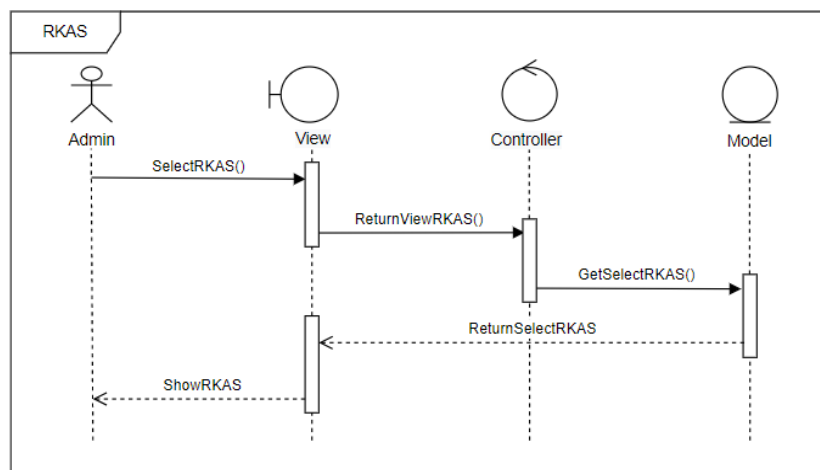 RKAS
Admin
View
Controller
Model
SelectRKAS()
ReturnViewRKAS()
GetSelectRKAS()
ReturnSelectRKAS
ShowRKAS